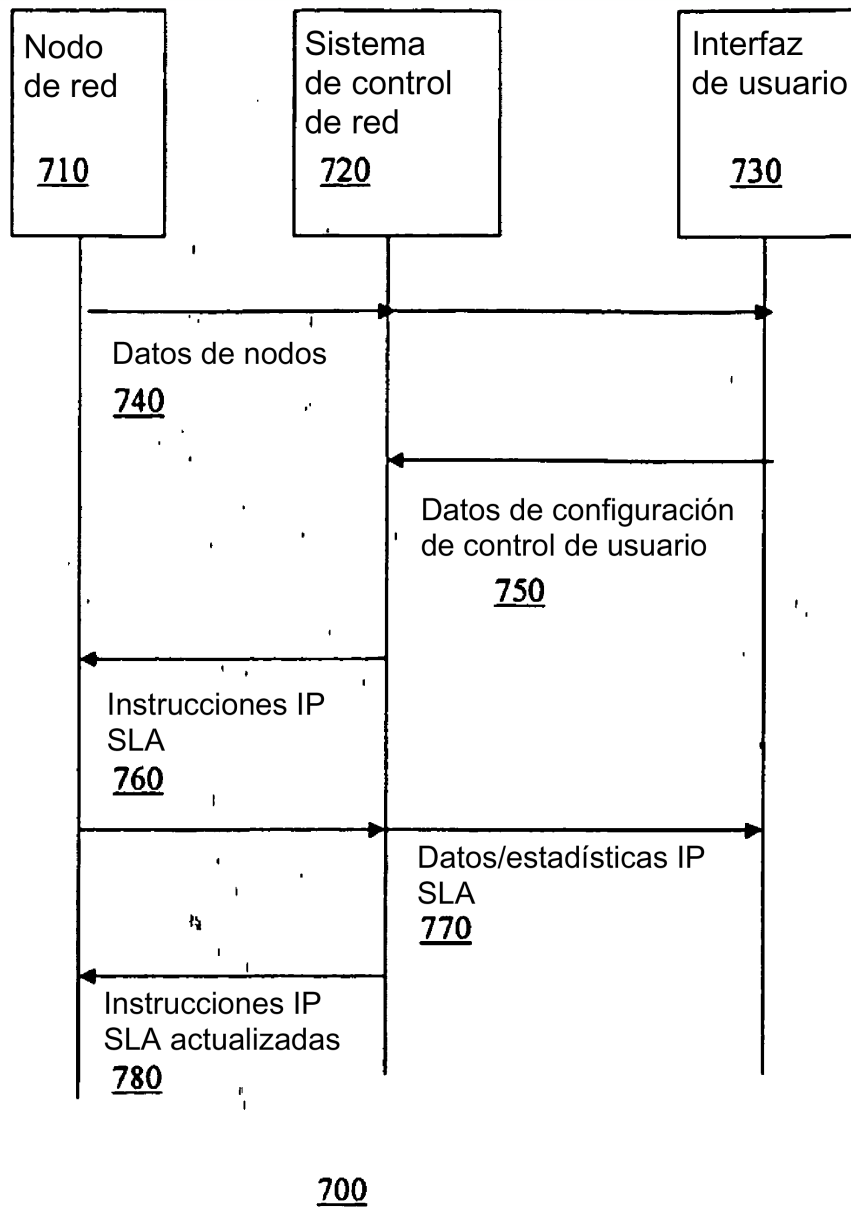 Nodo
de red
710
Sistema
de control
de red
720
Interfaz
de usuario
730
Datos de nodos
740
Datos de configuración
de control de usuario
750
Instrucciones IP
SLA
760
Datos/estadísticas IP
SLA
770
Instrucciones IP
SLA actualizadas
780
700